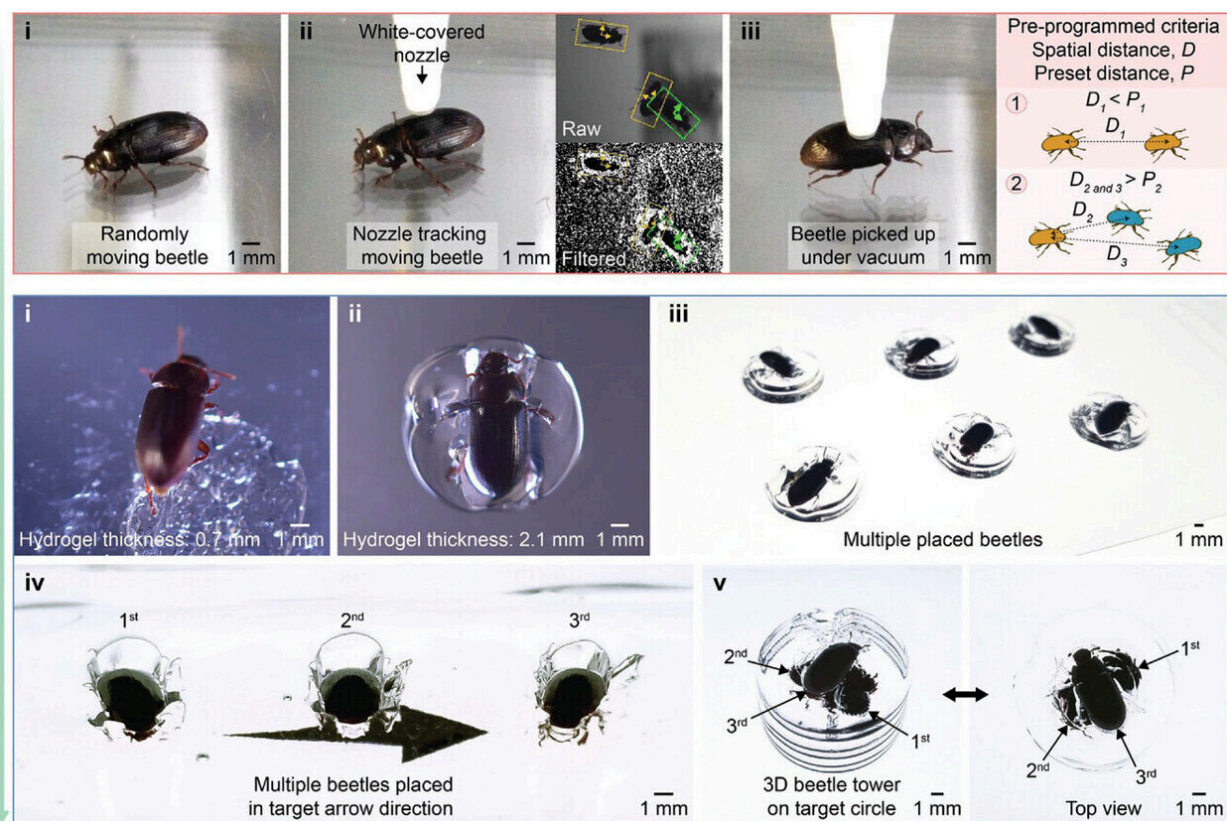 i
Randomly
moving beetle
1 mm
ii
White-covered
nozzle
Nozzle tracking
moving beetle
1 mm
Raw
Filtered
iii
Beetle picked up
under vacuum
1 mm
Pre-programmed criteria
Spatial distance, D
Preset distance, P
1
D1 < P1
D1
2
D2 and 3 > P2
D2
D3
i
Hydrogel thickness: 0.7 mm
1 mm
ii
Hydrogel thickness: 2.1 mm
1 mm
iii
Multiple placed beetles
1 mm
iv
1st
2nd
3rd
Multiple beetles placed
in target arrow direction
1 mm
v
2nd
3rd
1st
3D beetle tower
on target circle
1 mm
1st
2nd
3rd
Top view
1 mm